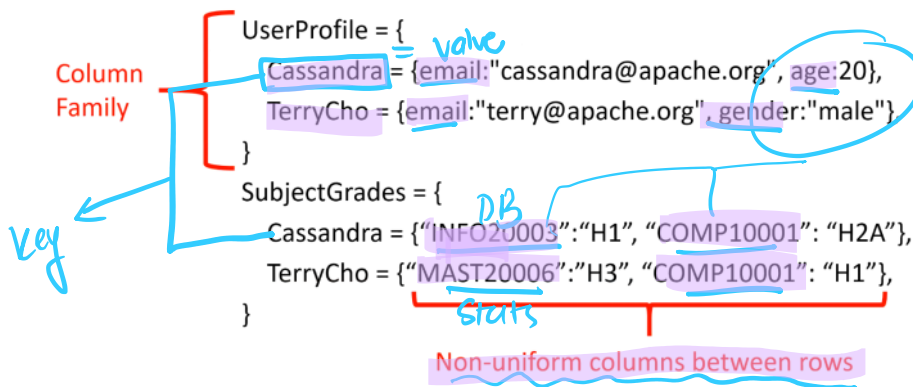 UserProfile = {
= value
Column Family
Cassandra = {email:"cassandra@apache.org", age:20},
TerryCho = {email:"terry@apache.org", gender:"male"},
}
SubjectGrades = {
key
DB
Cassandra = {“INFO20003”:“H1”, “COMP10001”: “H2A”},
TerryCho = {“MAST20006”:”H3”, “COMP10001”: “H1”},
}
Stats
Non-uniform columns between rows